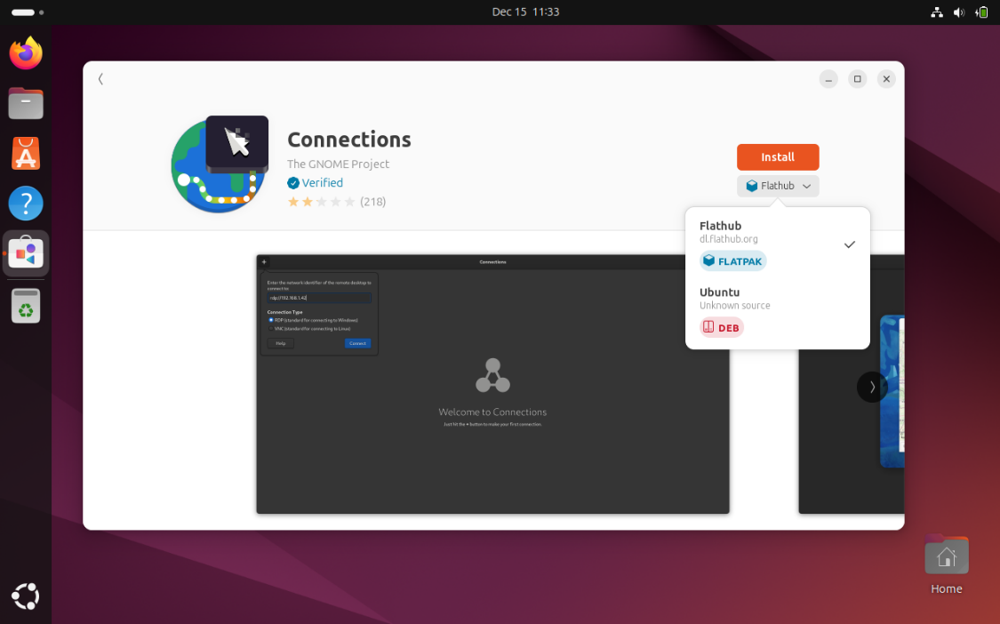 Dec 15 11:33
Connections
The GNOME Project
Verified
(218)
Install
Flathub
Flathub
dl.flathub.org
FLATPAK
Ubuntu
Unknown source
DEB
Connections
Enter the network identifier of the remote desktop to
connect to:
rdp://192.168.1.42
Connection Type
RDP (standard for connecting to Windows)
VNC (standard for connecting to Linux)
Help
Connect
Welcome to Connections
Just hit the + button to make your first connection.
Home